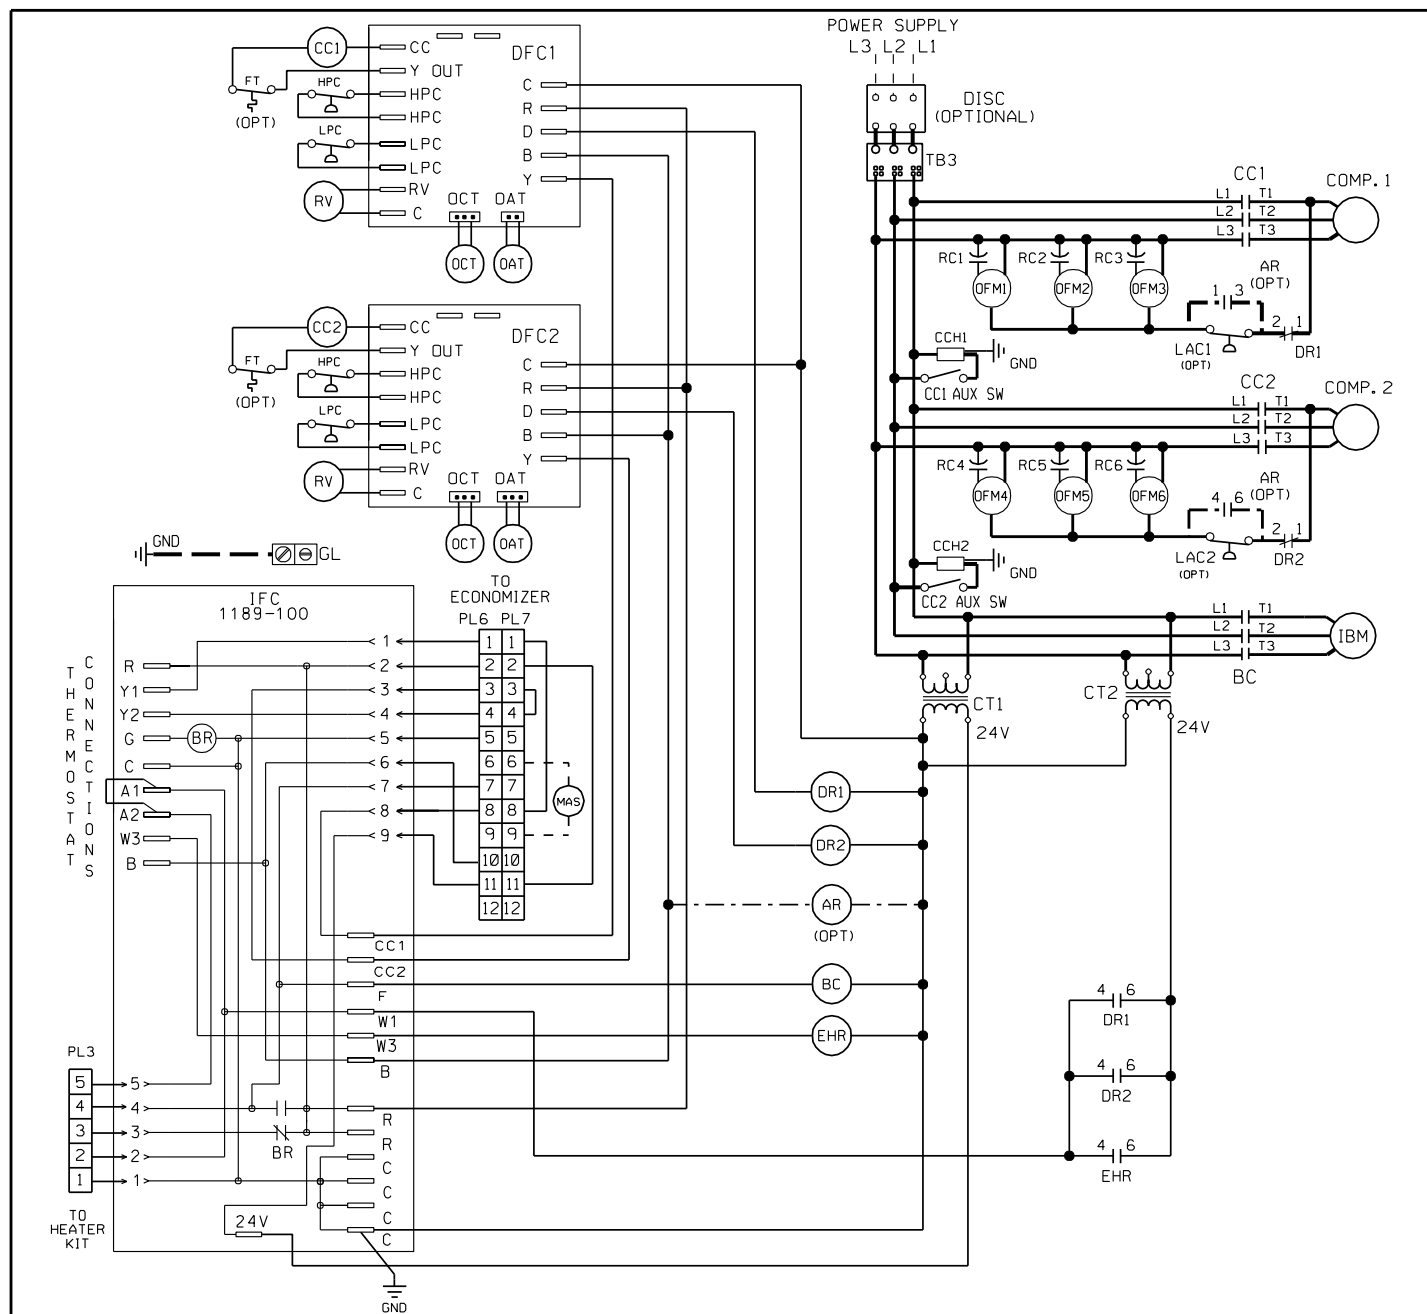 POWER SUPPLY
L3 L2 L1
DISC
(OPTIONAL)
TB3
CC1
FT
(OPT)
HPC
LPC
RV
CC
Y OUT
HPC
HPC
LPC
LPC
RV
C
DFC1
C
R
D
B
Y
OCT OAT
OCT OAT
CC2
FT
(OPT)
HPC
LPC
RV
CC
Y OUT
HPC
HPC
LPC
LPC
RV
C
DFC2
C
R
D
B
Y
OCT OAT
OCT OAT
CC1
COMP.1
L1 T1
L2 T2
L3 T3
RC1 RC2 RC3
OFM1 OFM2 OFM3
AR
(OPT)
1 3
2 1
LAC1
(OPT)
DR1
CCH1
GND
CC1 AUX SW
CC2
COMP.2
L1 T1
L2 T2
L3 T3
RC4 RC5 RC6
OFM4 OFM5 OFM6
AR
(OPT)
4 6
2 1
LAC2
(OPT)
DR2
CCH2
GND
CC2 AUX SW
L1 T1
L2 T2
L3 T3
IBM
BC
CT1
24V
CT2
24V
GND
GL
IFC
1189-100
TO
ECONOMIZER
PL6 PL7
THERMOSTAT
CONNECTIONS
R
Y1
Y2
G
BR
C
A1
A2
W3
B
1
2
3
4
5
6
7
8
9
1 1
2 2
3 3
4 4
5 5
6 6
7 7
8 8
9 9
10 10
11 11
12 12
MAS
DR1
DR2
AR
(OPT)
BC
EHR
CC1
CC2
F
W1
W3
B
R
R
C
C
C
C
PL3
5 5
4 4
3 3
2 2
1 1
BR
TO
HEATER
KIT
24V
GND
4 6
DR1
4 6
DR2
4 6
EHR